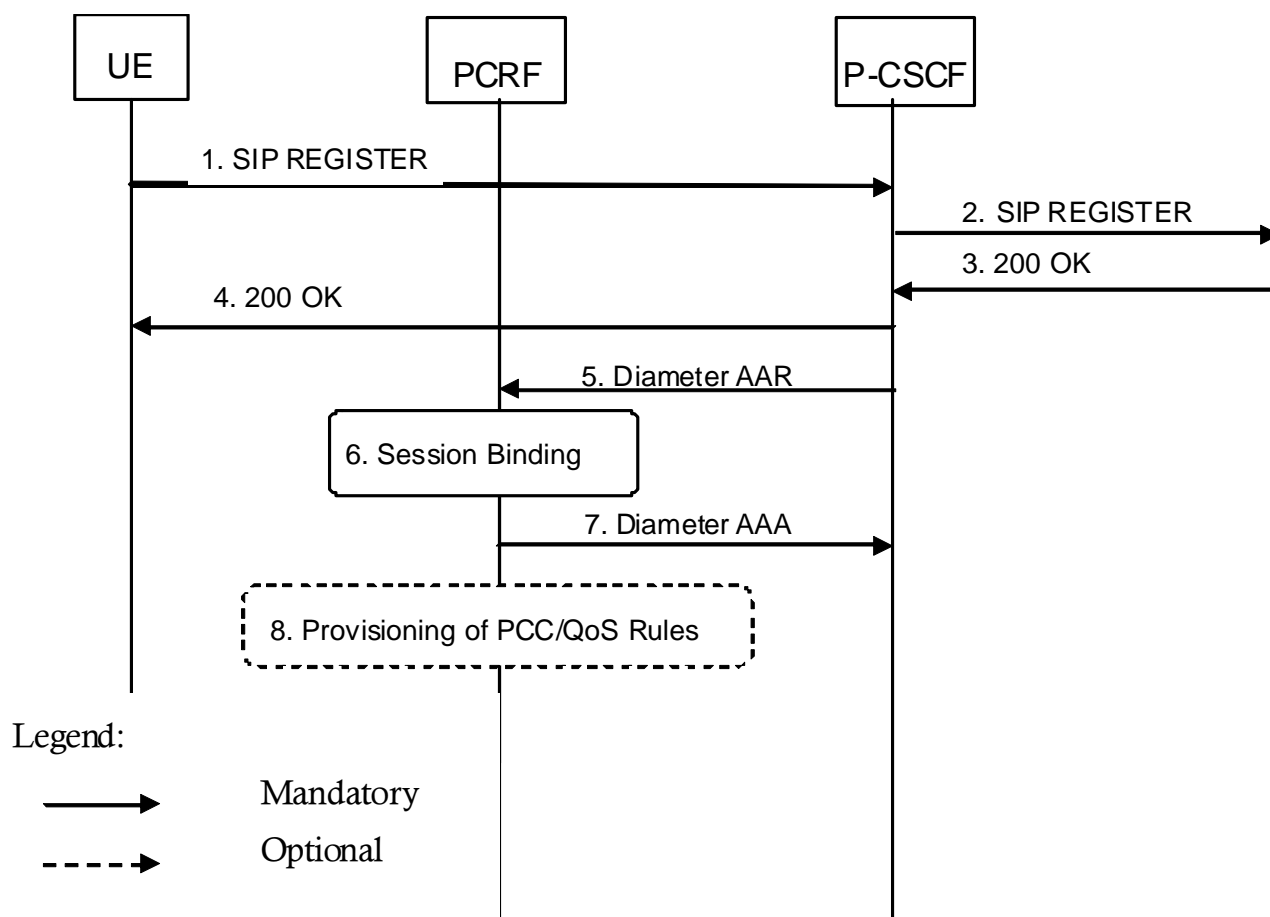 UE
PCRF
P-CSCF
1. SIP REGISTER
2. SIP REGISTER
3. 200 OK
4. 200 OK
5. Diameter AAR
6. Session Binding
7. Diameter AAA
8. Provisioning of PCC/QoS Rules
Legend:
Mandatory
Optional